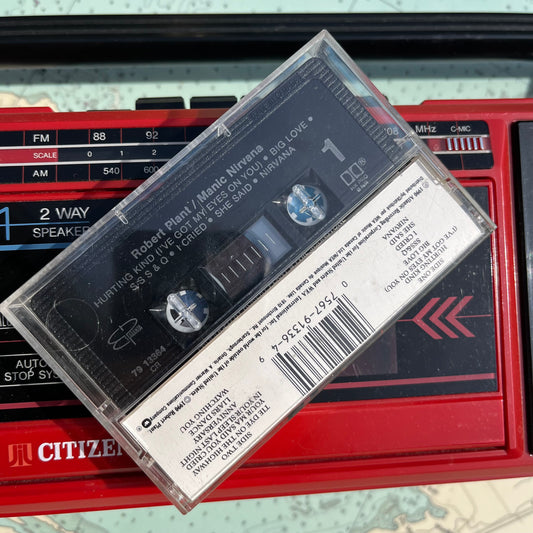 FM 88 92 108 MHz C-MIC
SCALE 0 1 2
AM 540 600
2 WAY
SPEAKER
AUTO
STOP SYS
CITIZEN
Robert Plant / Manic Nirvana
HURTING KIND (I'VE GOT MY EYES ON YOU) • BIG LOVE •
S S S & Q • I CRIED • SHE SAID • NIRVANA
1
79 13364
CR
SIDE ONE
HURTING KIND
(I'VE GOT MY EYES ON YOU)
BIG LOVE
SSS&Q
I CRIED
SHE SAID
NIRVANA
0 7567-91336-4 9
SIDE TWO
TIE DYE ON THE HIGHWAY
YOUR MA SAID YOU CRIED
IN YOUR SLEEP LAST NIGHT
ANNIVERSARY
LIARS DANCE
WATCHING YOU